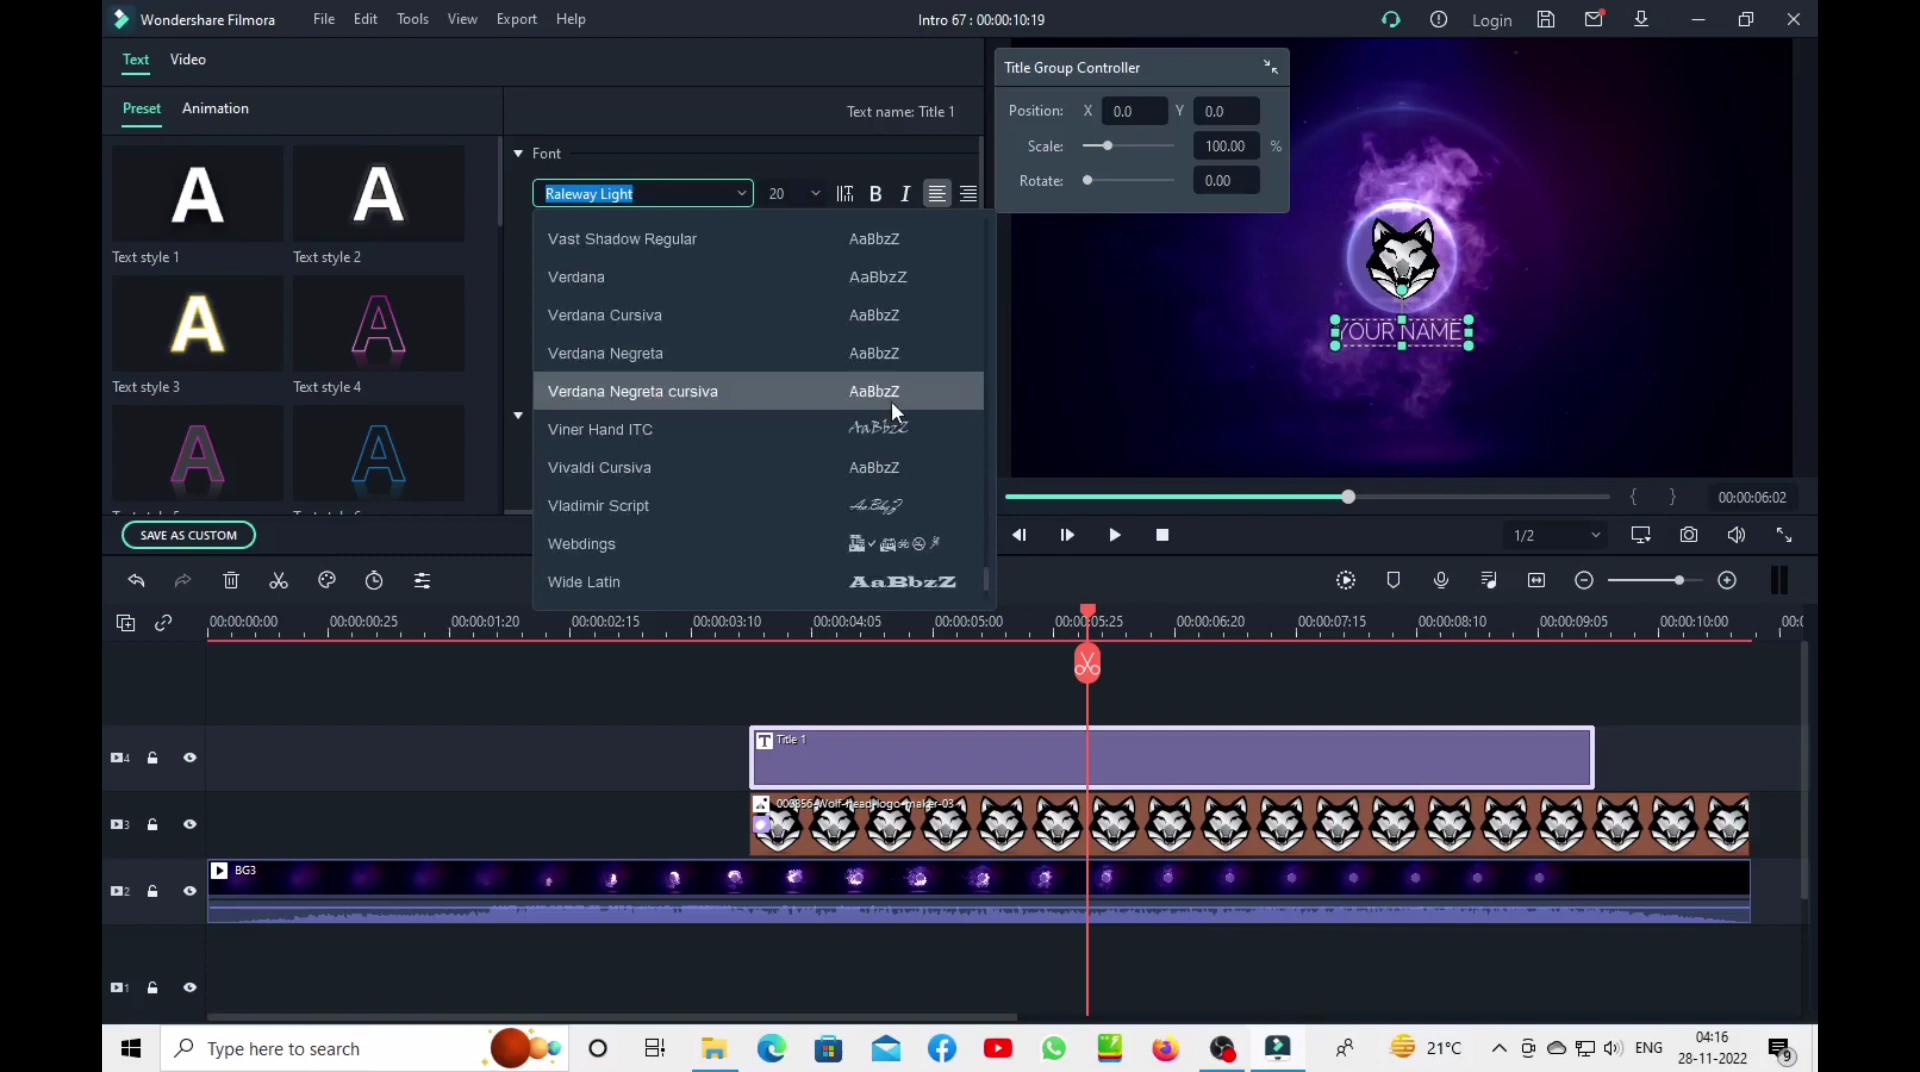 Wondershare Filmora File Edit Tools View Export Help Intro 67 : 00:00:10:19 Login
Text Video
Title Group Controller
Preset Animation Text name: Title 1
Position: X 0.0 Y 0.0
Scale: 100.00 %
Rotate: 0.00
Font
Raleway Light 20 B I
A A
Text style 1 Text style 2
A A
Text style 3 Text style 4
A A
Vast Shadow Regular AaBbzZ
Verdana AaBbzZ
Verdana Cursiva AaBbzZ
Verdana Negreta AaBbzZ
Verdana Negreta cursiva AaBbzZ
Viner Hand ITC AaBbzZ
Vivaldi Cursiva AaBbzZ
Vladimir Script AaBbzZ
Webdings
Wide Latin AaBbzZ
YOUR NAME
{ } 00:00:06:02
SAVE AS CUSTOM
1/2
00:00:00:00 00:00:00:25 00:00:01:20 00:00:02:15 00:00:03:10 00:00:04:05 00:00:05:00 00:00:05:25 00:00:06:20 00:00:07:15 00:00:08:10 00:00:09:05 00:00:10:00
4 T Title 1
3 000856-Wolf-head-logo-maker-03
2 BG3
1
Type here to search 21°C ENG 04:16
28-11-2022 9